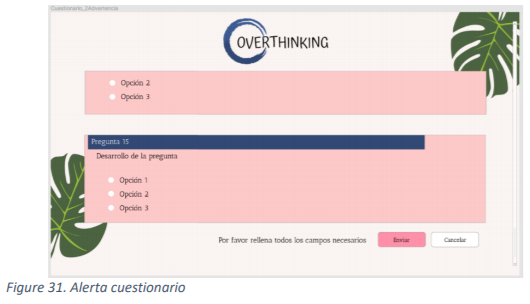 Cuestionario_2Advertencia
OVERTHINKING
Opción 2
Opción 3
Pregunta 35
Desarrollo de la pregunta
Opción 1
Opción 2
Opción 3
Por favor rellena todos los campos necesarios
Enviar
Cancelar
Figure 31. Alerta cuestionario